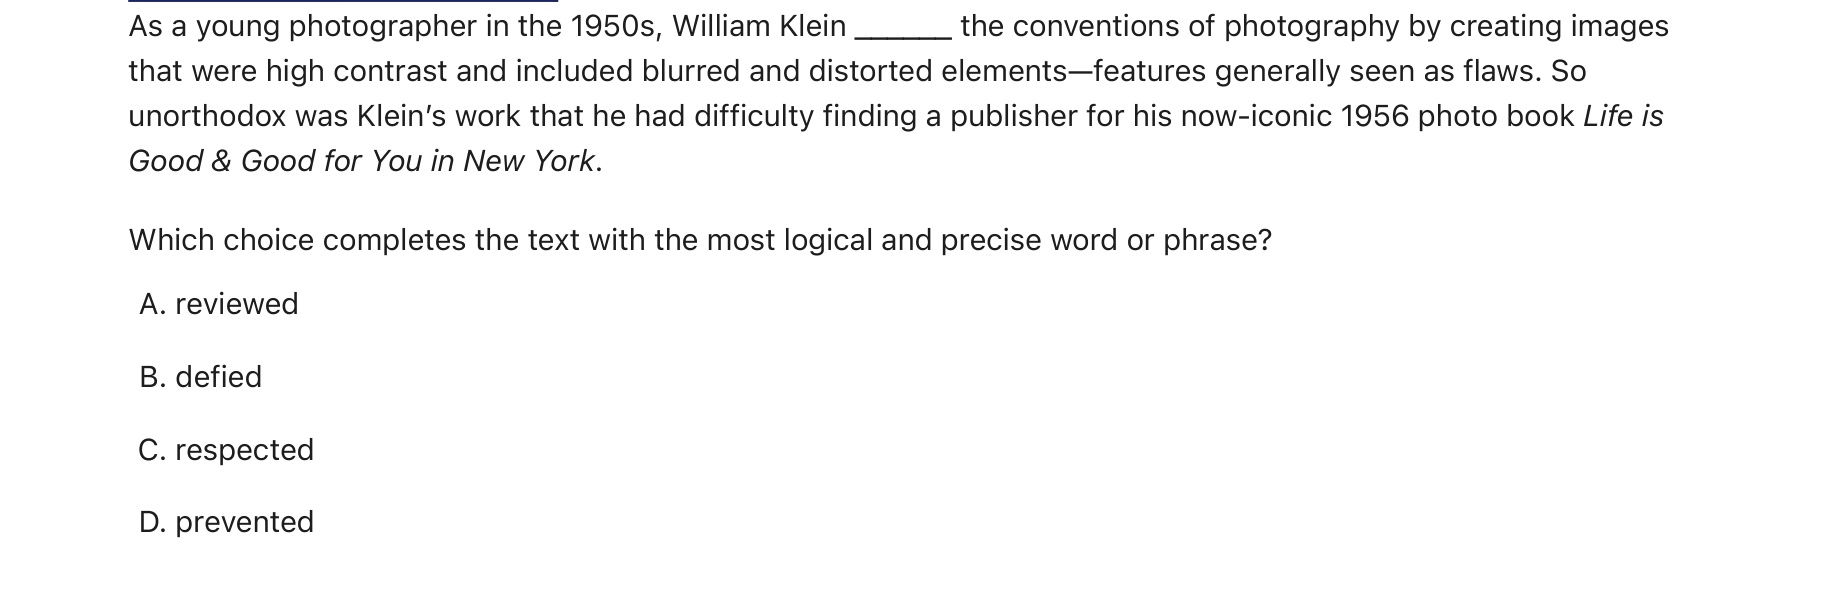 As a young photographer in the 1950s, William Klein ______ the conventions of photography by creating images
that were high contrast and included blurred and distorted elements—features generally seen as flaws. So
unorthodox was Klein’s work that he had difficulty finding a publisher for his now-iconic 1956 photo book Life is
Good & Good for You in New York.
Which choice completes the text with the most logical and precise word or phrase?
A. reviewed
B. defied
C. respected
D. prevented